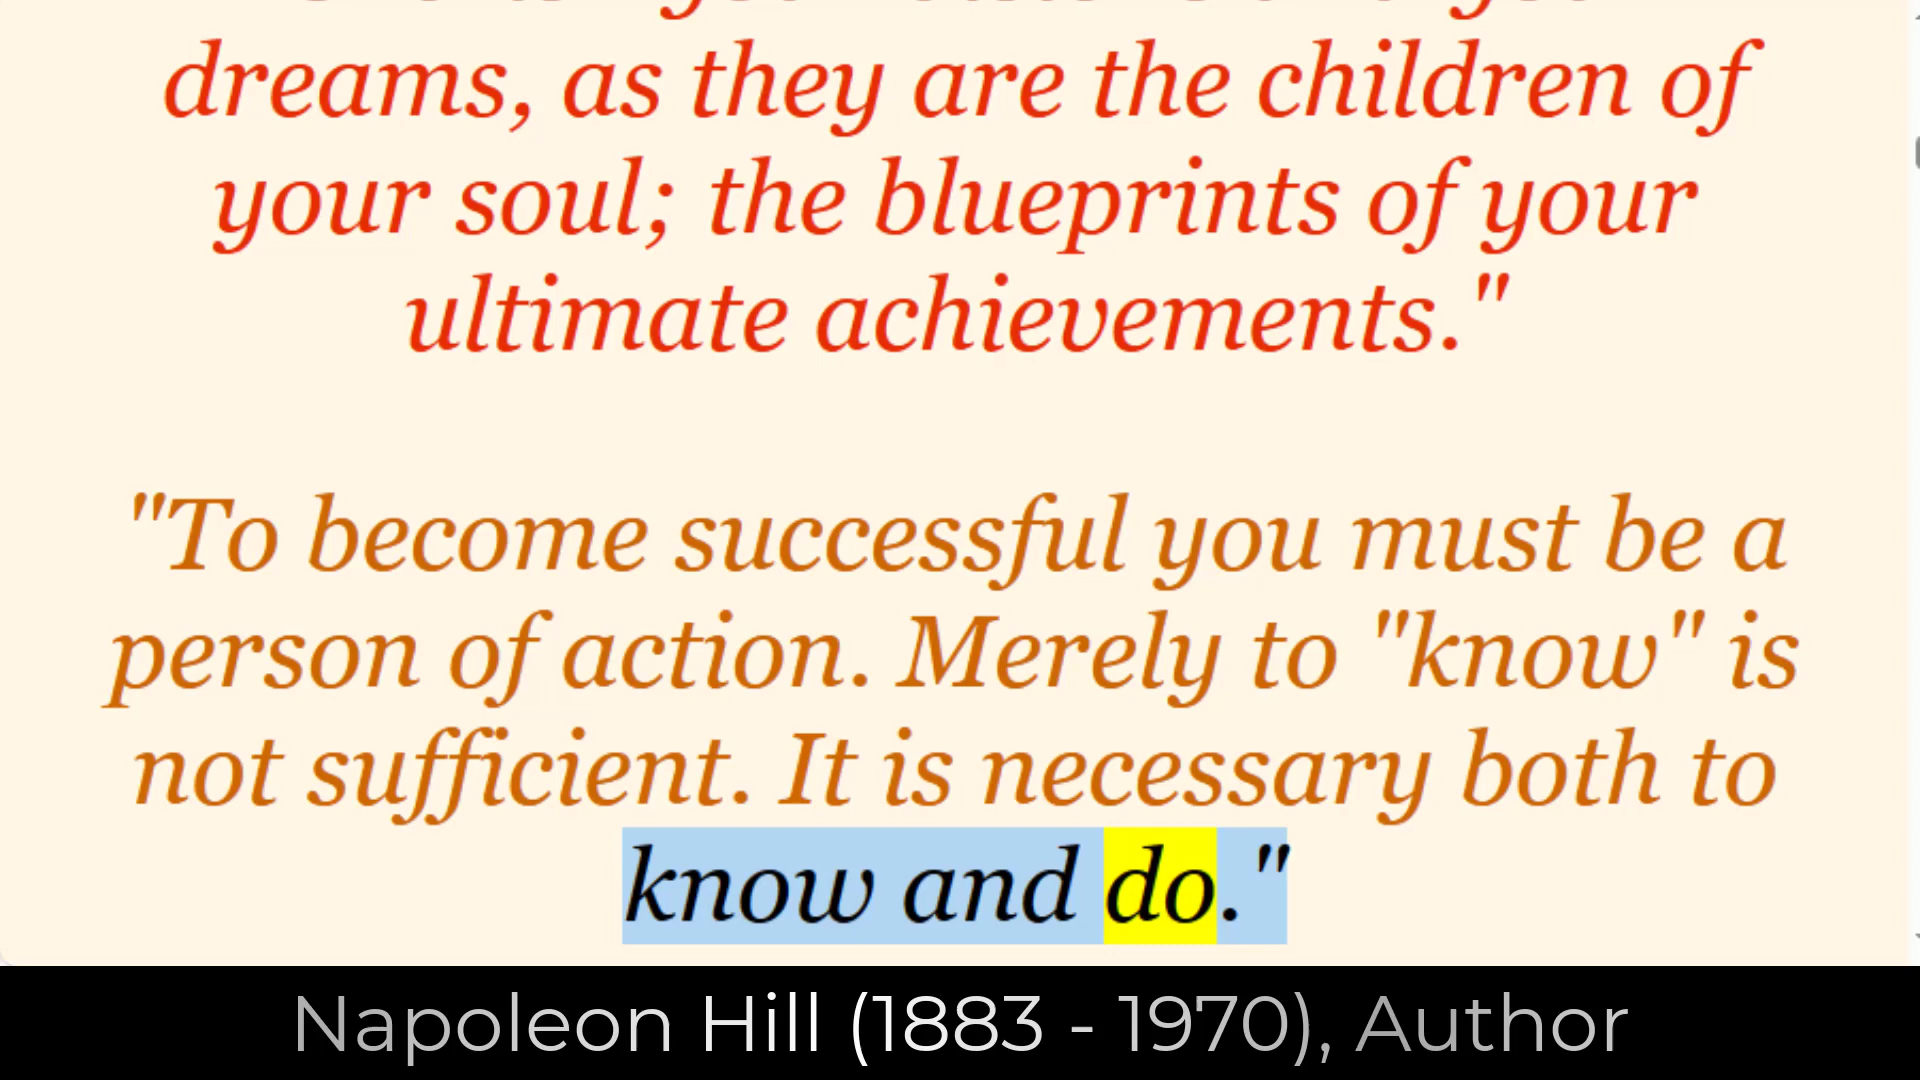 dreams, as they are the children of
your soul; the blueprints of your
ultimate achievements."
"To become successful you must be a
person of action. Merely to "know" is
not sufficient. It is necessary both to
know and do."
Napoleon Hill (1883 - 1970), Author